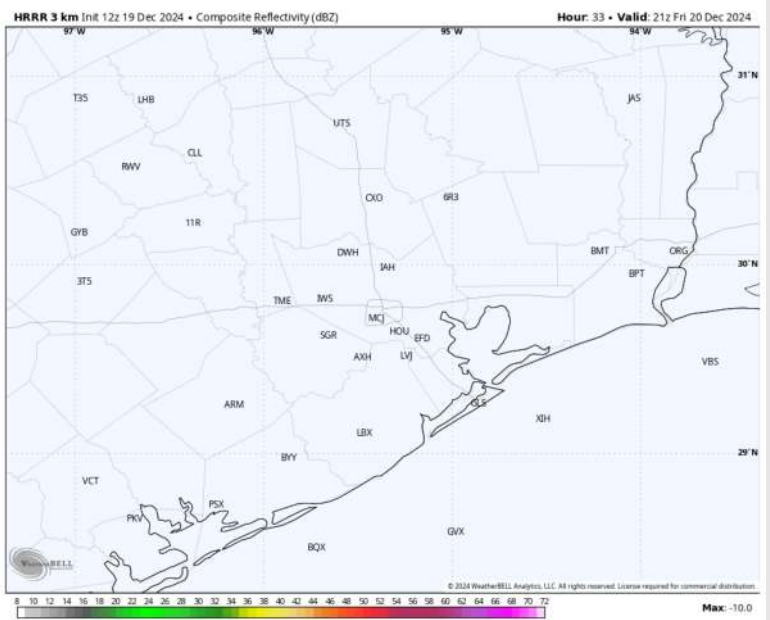 HRRR 3 km Init 12z 19 Dec 2024 • Composite Reflectivity (dBZ) Hour: 33 • Valid: 21z Fri 20 Dec 2024
97°W 96°W 95°W 94°W
31°N
T35 LHB JAS
UTS
CLL
RWV
CXO 6R3
11R
GYB
DWH BMT ORG
IAH 30°N
BPT
3T5
TME IWS
MCJ
SGR HOU EFD
AXH LVJ
VBS
ARM GLS
XIH
LBX
BYY 29°N
VCT
PSX
PKV
GVX
BQX
WEATHERBELL
© 2024 WeatherBELL Analytics, LLC. All rights reserved. License required for commercial distribution.
8 10 12 14 16 18 20 22 24 26 28 30 32 34 36 38 40 42 44 46 48 50 52 54 56 58 60 62 64 66 68 70 72
Max: -10.0